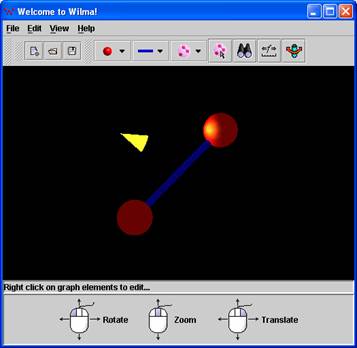 Welcome to Wilma!
File Edit View Help
Right click on graph elements to edit...
Rotate Zoom Translate